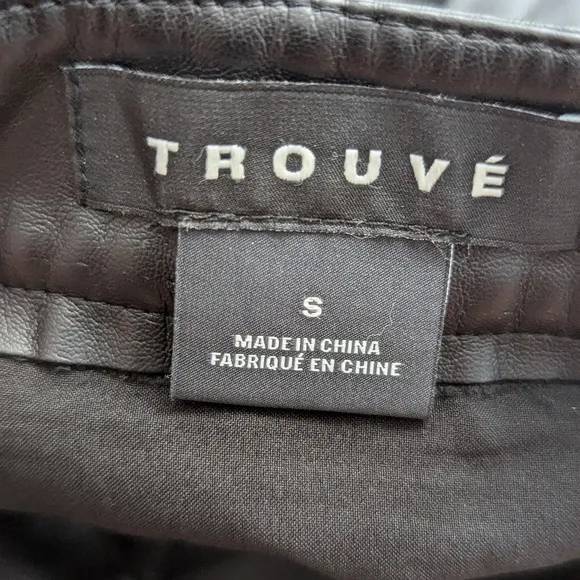 TROUVÉ
S
MADE IN CHINA
FABRIQUÉ EN CHINE